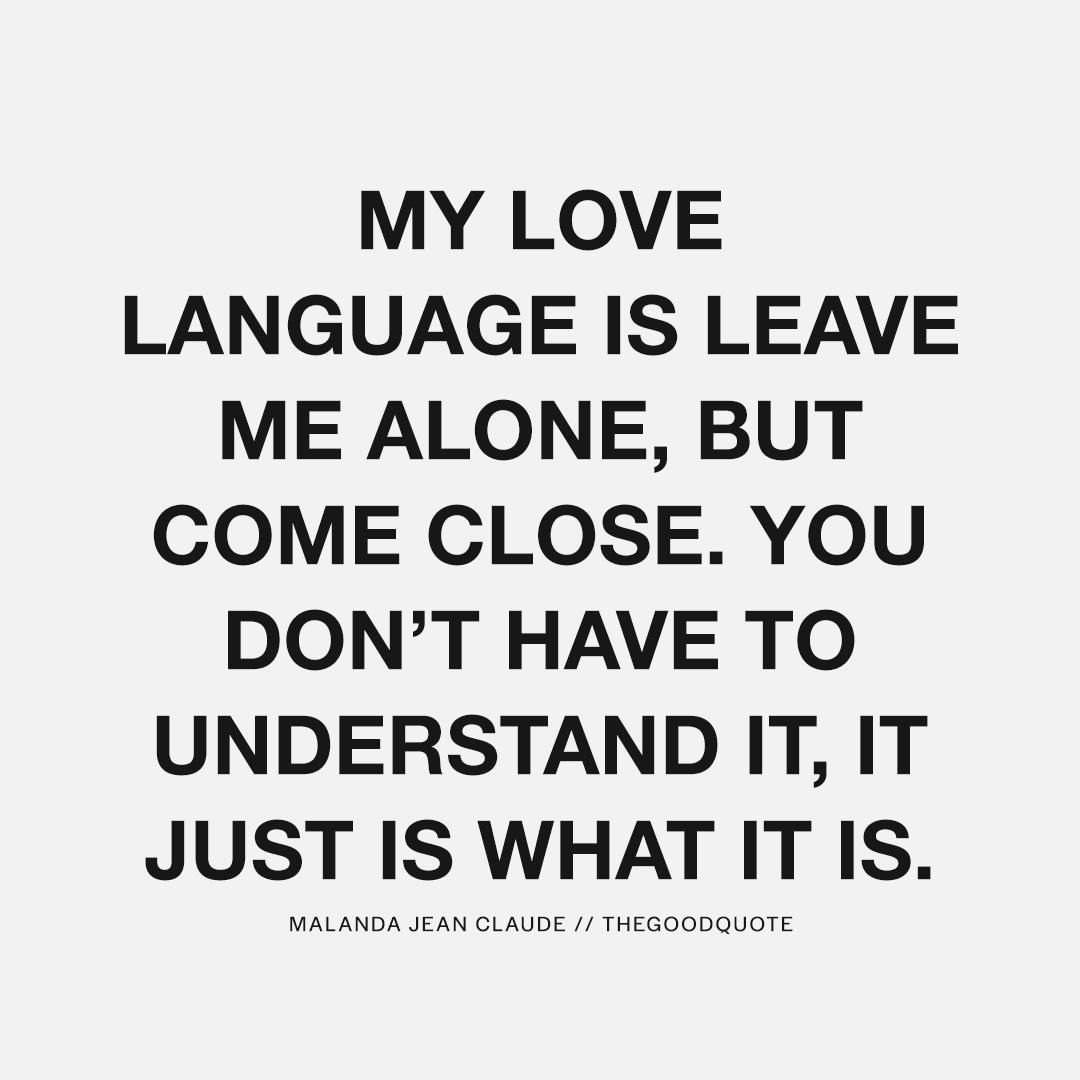 MY LOVE
LANGUAGE IS LEAVE
ME ALONE, BUT
COME CLOSE. YOU
DON’T HAVE TO
UNDERSTAND IT, IT
JUST IS WHAT IT IS.
MALANDA JEAN CLAUDE // THEGOODQUOTE